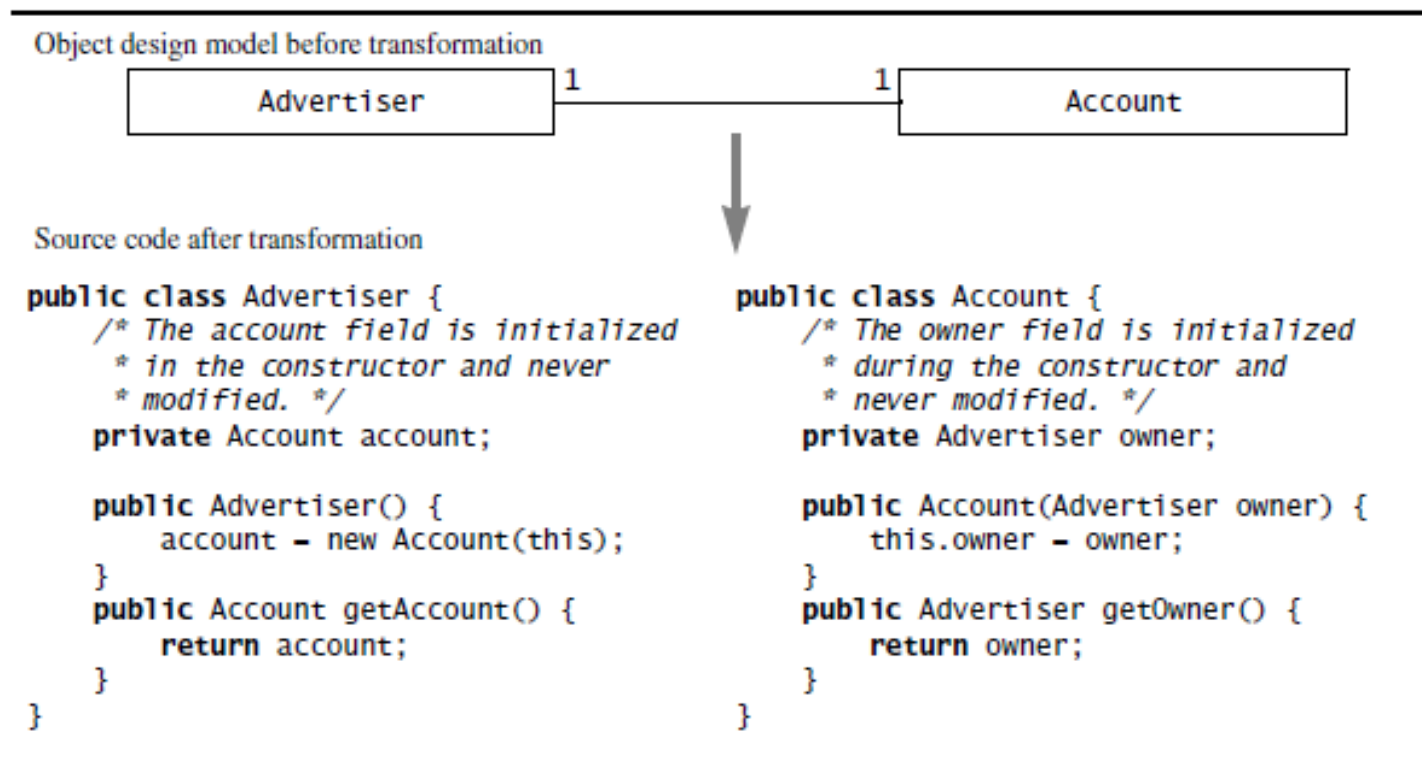 Object design model before transformation
Advertiser 1 1 Account
Source code after transformation
public class Advertiser {
/* The account field is initialized
* in the constructor and never
* modified. */
private Account account;
public Advertiser() {
account = new Account(this);
}
public Account getAccount() {
return account;
}
}
public class Account {
/* The owner field is initialized
* during the constructor and
* never modified. */
private Advertiser owner;
public Account(Advertiser owner) {
this.owner = owner;
}
public Advertiser getOwner() {
return owner;
}
}